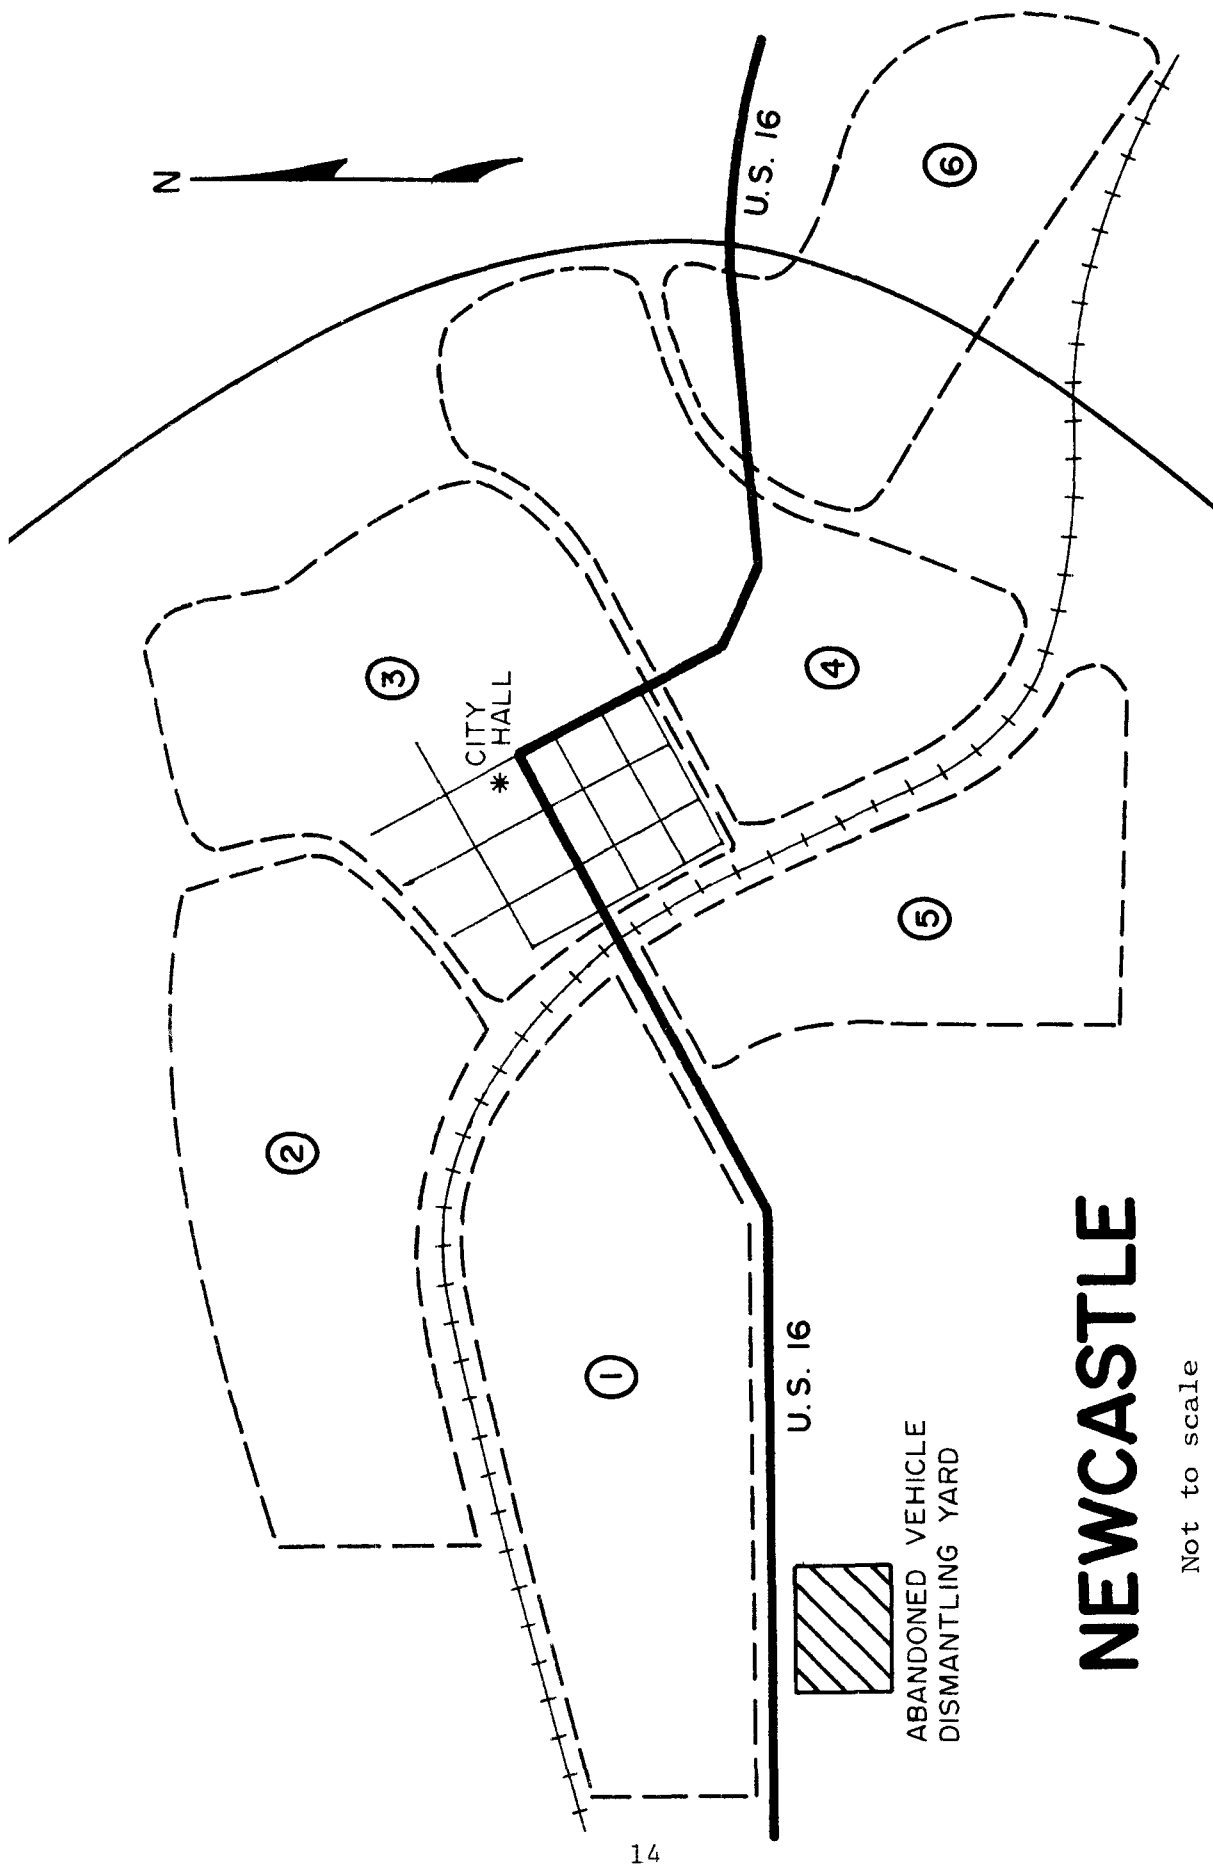 N
U.S. 16
6
3
CITY
HALL
4
2
5
1
U.S. 16
ABANDONED VEHICLE
DISMANTLING YARD
NEWCASTLE
Not to scale
14